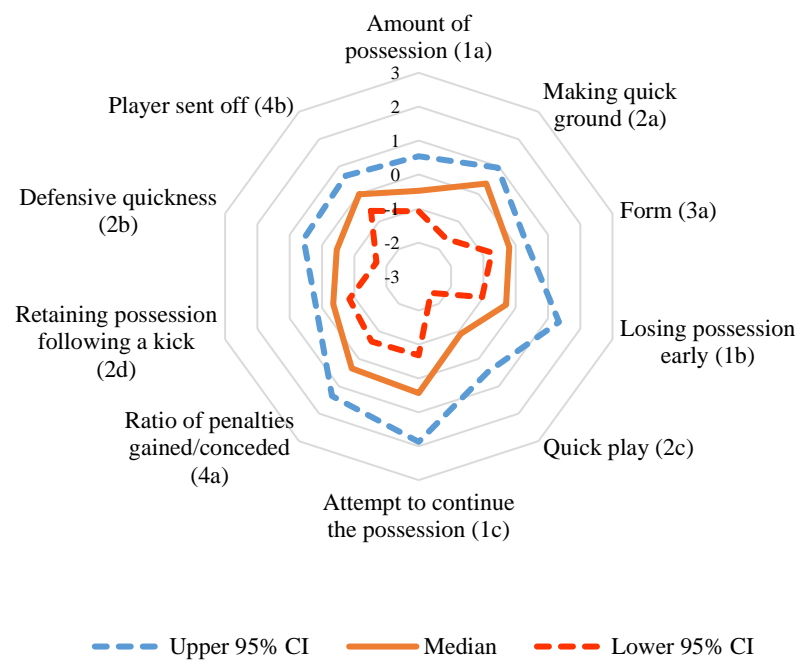 Amount of
possession (1a)
Making quick
ground (2a)
Form (3a)
Losing possession
early (1b)
Quick play (2c)
Attempt to continue
the possession (1c)
Ratio of penalties
gained/conceded
(4a)
Retaining possession
following a kick
(2d)
Defensive quickness
(2b)
Player sent off (4b)
3
2
1
0
-1
-2
-3
Upper 95% CI
Median
Lower 95% CI